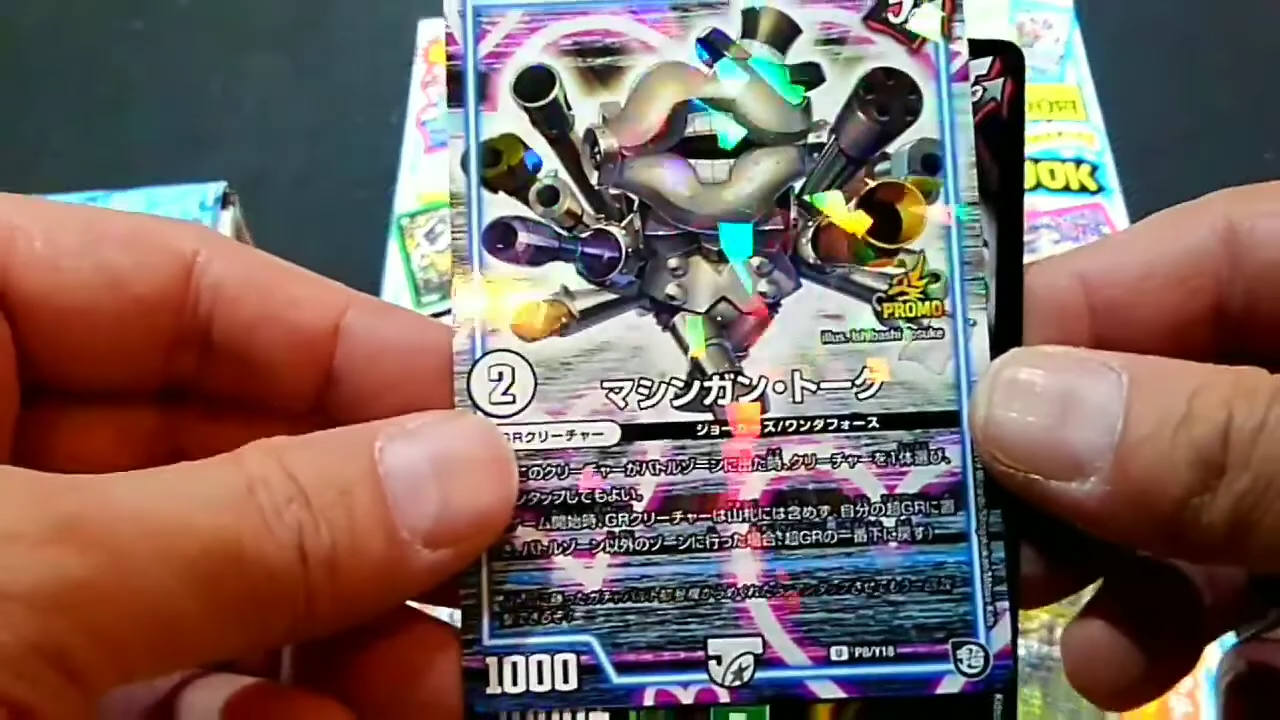 PROMO
illus. Ishibashi Yosuke
2
マシンガン・トーク
GRクリーチャー
ジョーカーズ/ワンダフォース
このクリーチャーがバトルゾーンに出た時、クリーチャーを1体選び、
ンタップしてもよい。
ーム開始時、GRクリーチャーは山札には含めず、自分の超GRに置
き、バトルゾーン以外のゾーンに行った場合、超GRの一番下に戻す)
1000
U P8/Y18